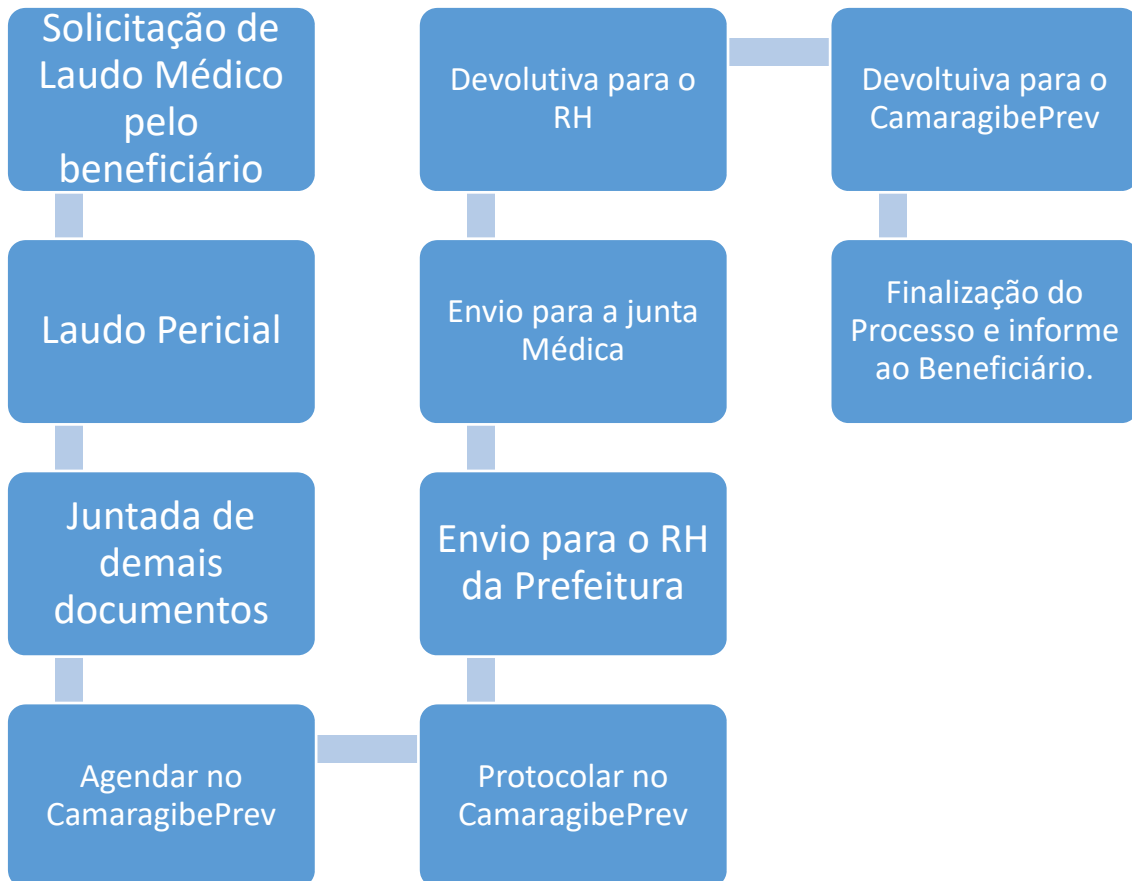 Solicitação de
Laudo Médico
pelo
beneficiário
Laudo Pericial
Juntada de
demais
documentos
Agendar no
CamaragibePrev
Protocolar no
CamaragibePrev
Envio para o RH
da Prefeitura
Envio para a junta
Médica
Devolutiva para o
RH
Devoltuiva para o
CamaragibePrev
Finalização do
Processo e informe
ao Beneficiário.